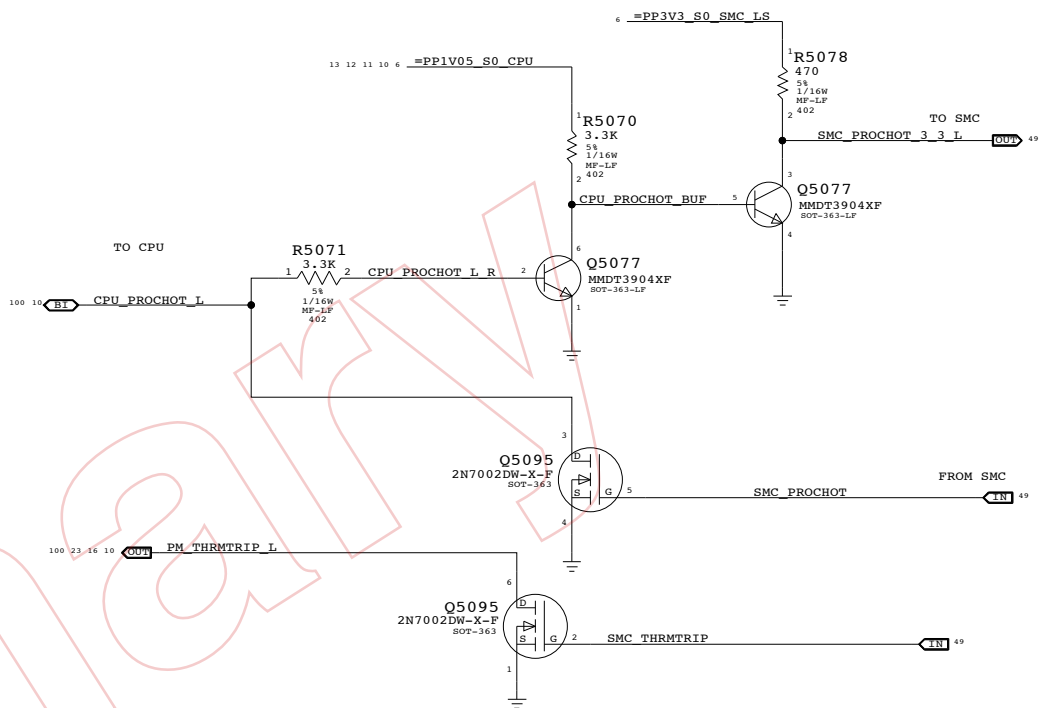 6 =PP3V3_S0_SMC_LS
13 12 11 10 6 =PP1V05_S0_CPU
1
R5078
470
5%
1/16W
MF-LF
402
2
1
R5070
3.3K
5%
1/16W
MF-LF
402
2
TO SMC
SMC_PROCHOT_3_3_L OUT 49
3
Q5077
MMDT3904XF
SOT-363-LF
5
4
CPU_PROCHOT_BUF
TO CPU
R5071
3.3K
1 2
5%
1/16W
MF-LF
402
CPU_PROCHOT_L_R 2
6
Q5077
MMDT3904XF
SOT-363-LF
1
100 10 BI CPU_PROCHOT_L
3
Q5095
2N7002DW-X-F
SOT-363
D
S G 5
4
SMC_PROCHOT
FROM SMC
IN 49
100 23 16 10 OUT PM_THRMTRIP_L
6
Q5095
2N7002DW-X-F
SOT-363
D
S G 2
1
SMC_THRMTRIP IN 49
nary